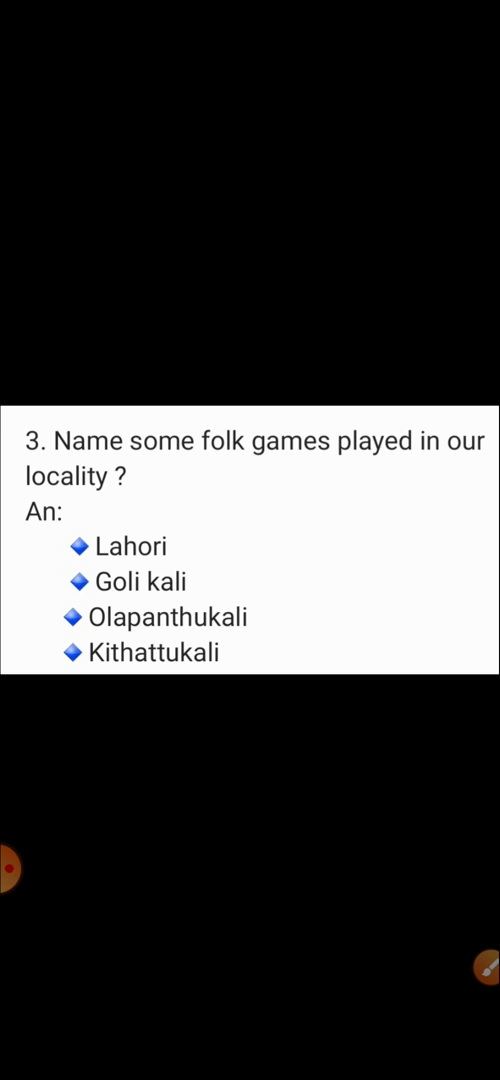 3. Name some folk games played in our
locality ?
An:
🔹 Lahori
🔹 Goli kali
🔹 Olapanthukali
🔹 Kithattukali